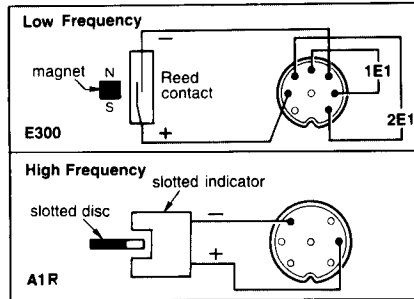 Low Frequency
−
magnet
N
S
Reed
contact
1E1
2E1
+
E300
High Frequency
slotted indicator
slotted disc
−
+
A1R